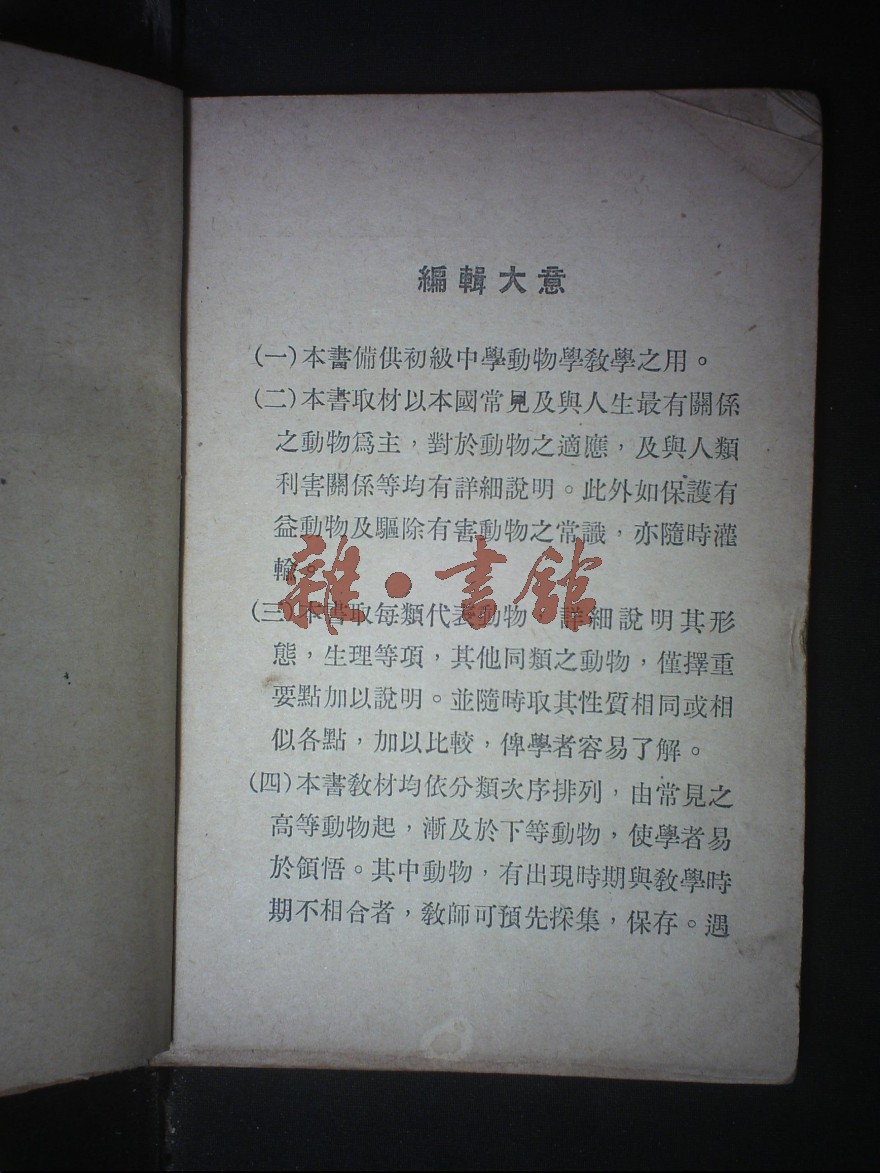 編輯大意
(一)本書備供初級中學動物學敎學之用。
(二)本書取材以本國常見及與人生最有關係
之動物爲主，對於動物之適應，及與人類
利害關係等均有詳細說明。此外如保護有
益動物及驅除有害動物之常識，亦隨時灌
輸。
雜·書館
(三)本書取每類代表動物，詳細說明其形
態，生理等項，其他同類之動物，僅擇重
要點加以說明。並隨時取其性質相同或相
似各點，加以比較，俾學者容易了解。
(四)本書敎材均依分類次序排列，由常見之
高等動物起，漸及於下等動物，使學者易
於領悟。其中動物，有出現時期與敎學時
期不相合者，敎師可預先採集，保存。遇